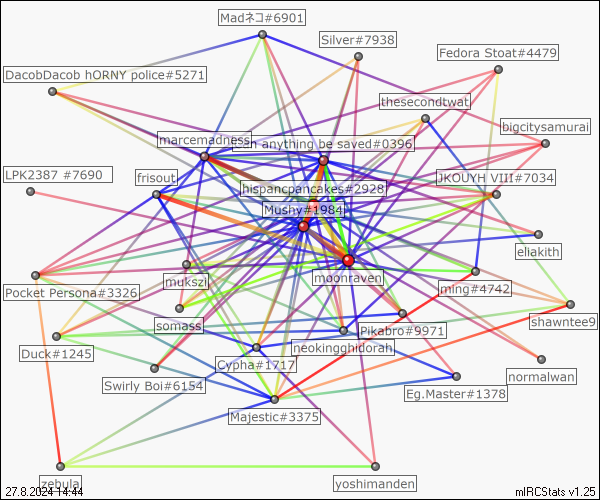 Madネコ#6901
Silver#7938
Fedora Stoat#4479
DacobDacob hORNY police#5271
thesecondtwat
bigcitysamurai
marcemadness
an anything be saved#0396
LPK2387 #7690
frisout
hispancpancakes#2928
JKOUYH VIII#7034
Mushy#1984
eliakith
moonraven
mukszi
Pocket Persona#3326
ming#4742
somass
shawntee9
Pikabro#9971
neokingghidorah
Duck#1245
Cypha#1717
normalwan
Swirly Boi#6154
Eg.Master#1378
Majestic#3375
zebula
yoshimanden
27.8.2024 14:44
mIRCStats v1.25